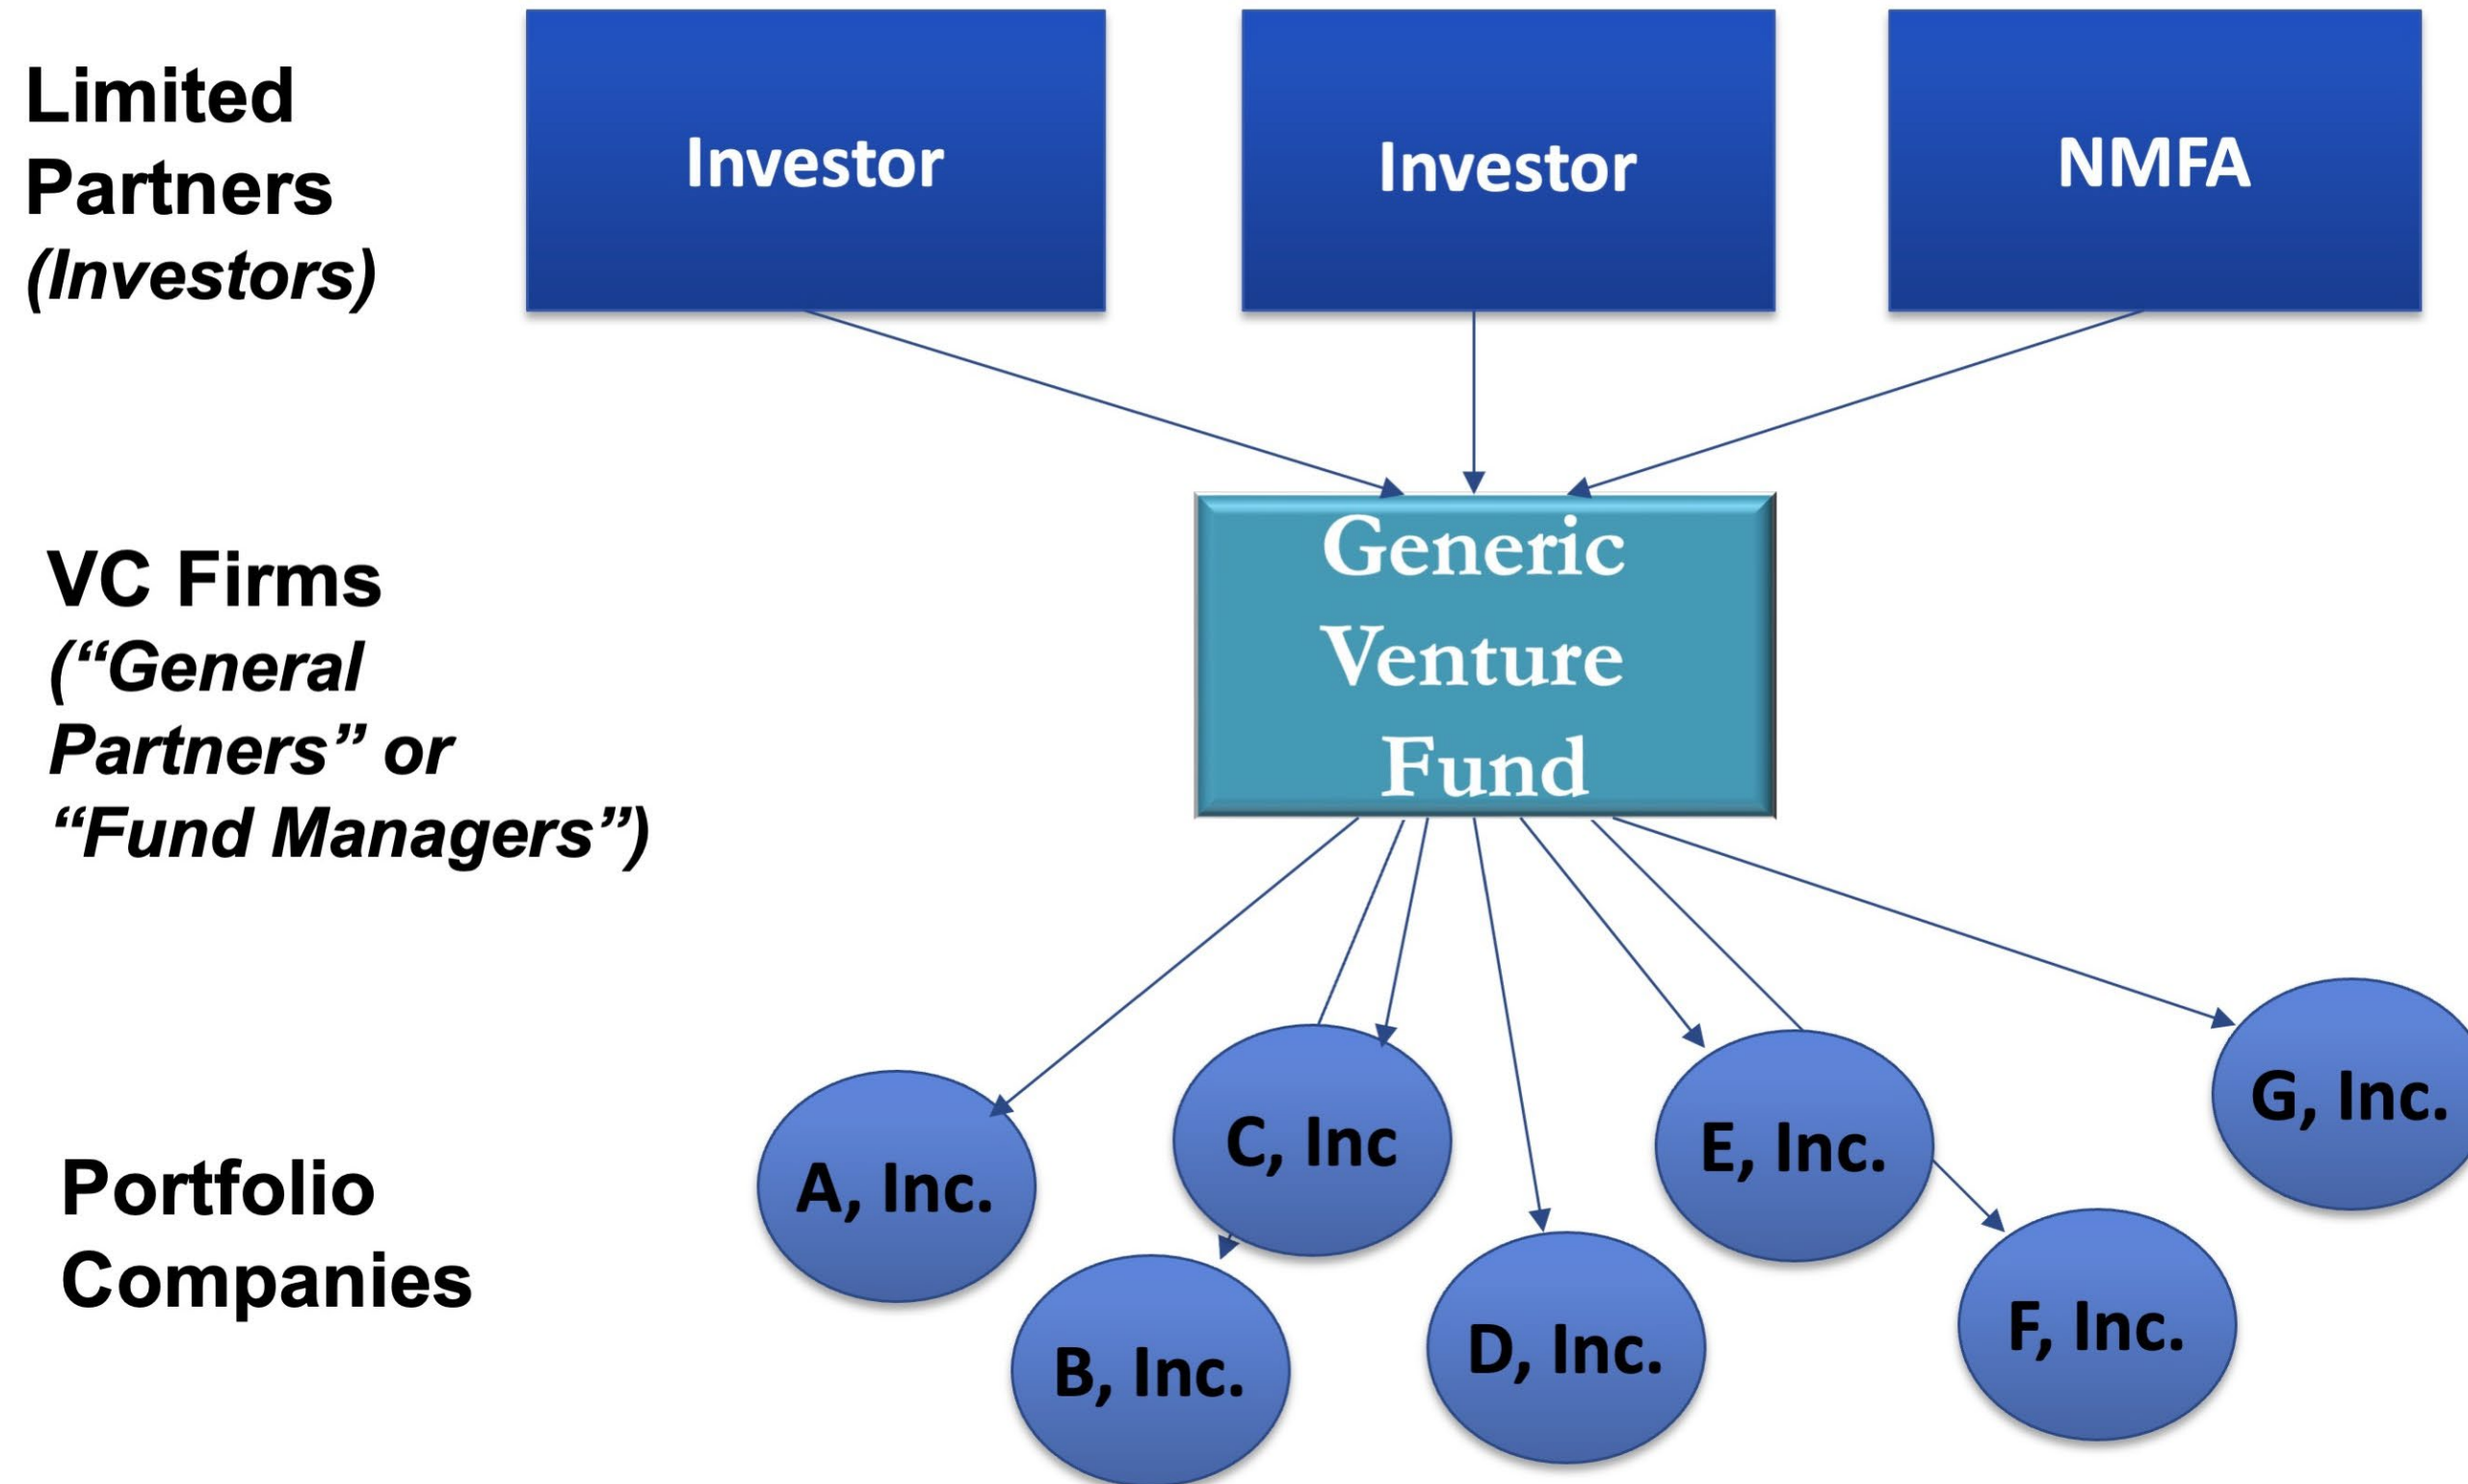 Limited
Partners
(Investors)
Investor
Investor
NMFA
VC Firms
(“General
Partners” or
“Fund Managers”)
Generic
Venture
Fund
Portfolio
Companies
A, Inc.
B, Inc.
C, Inc
D, Inc.
E, Inc.
F, Inc.
G, Inc.